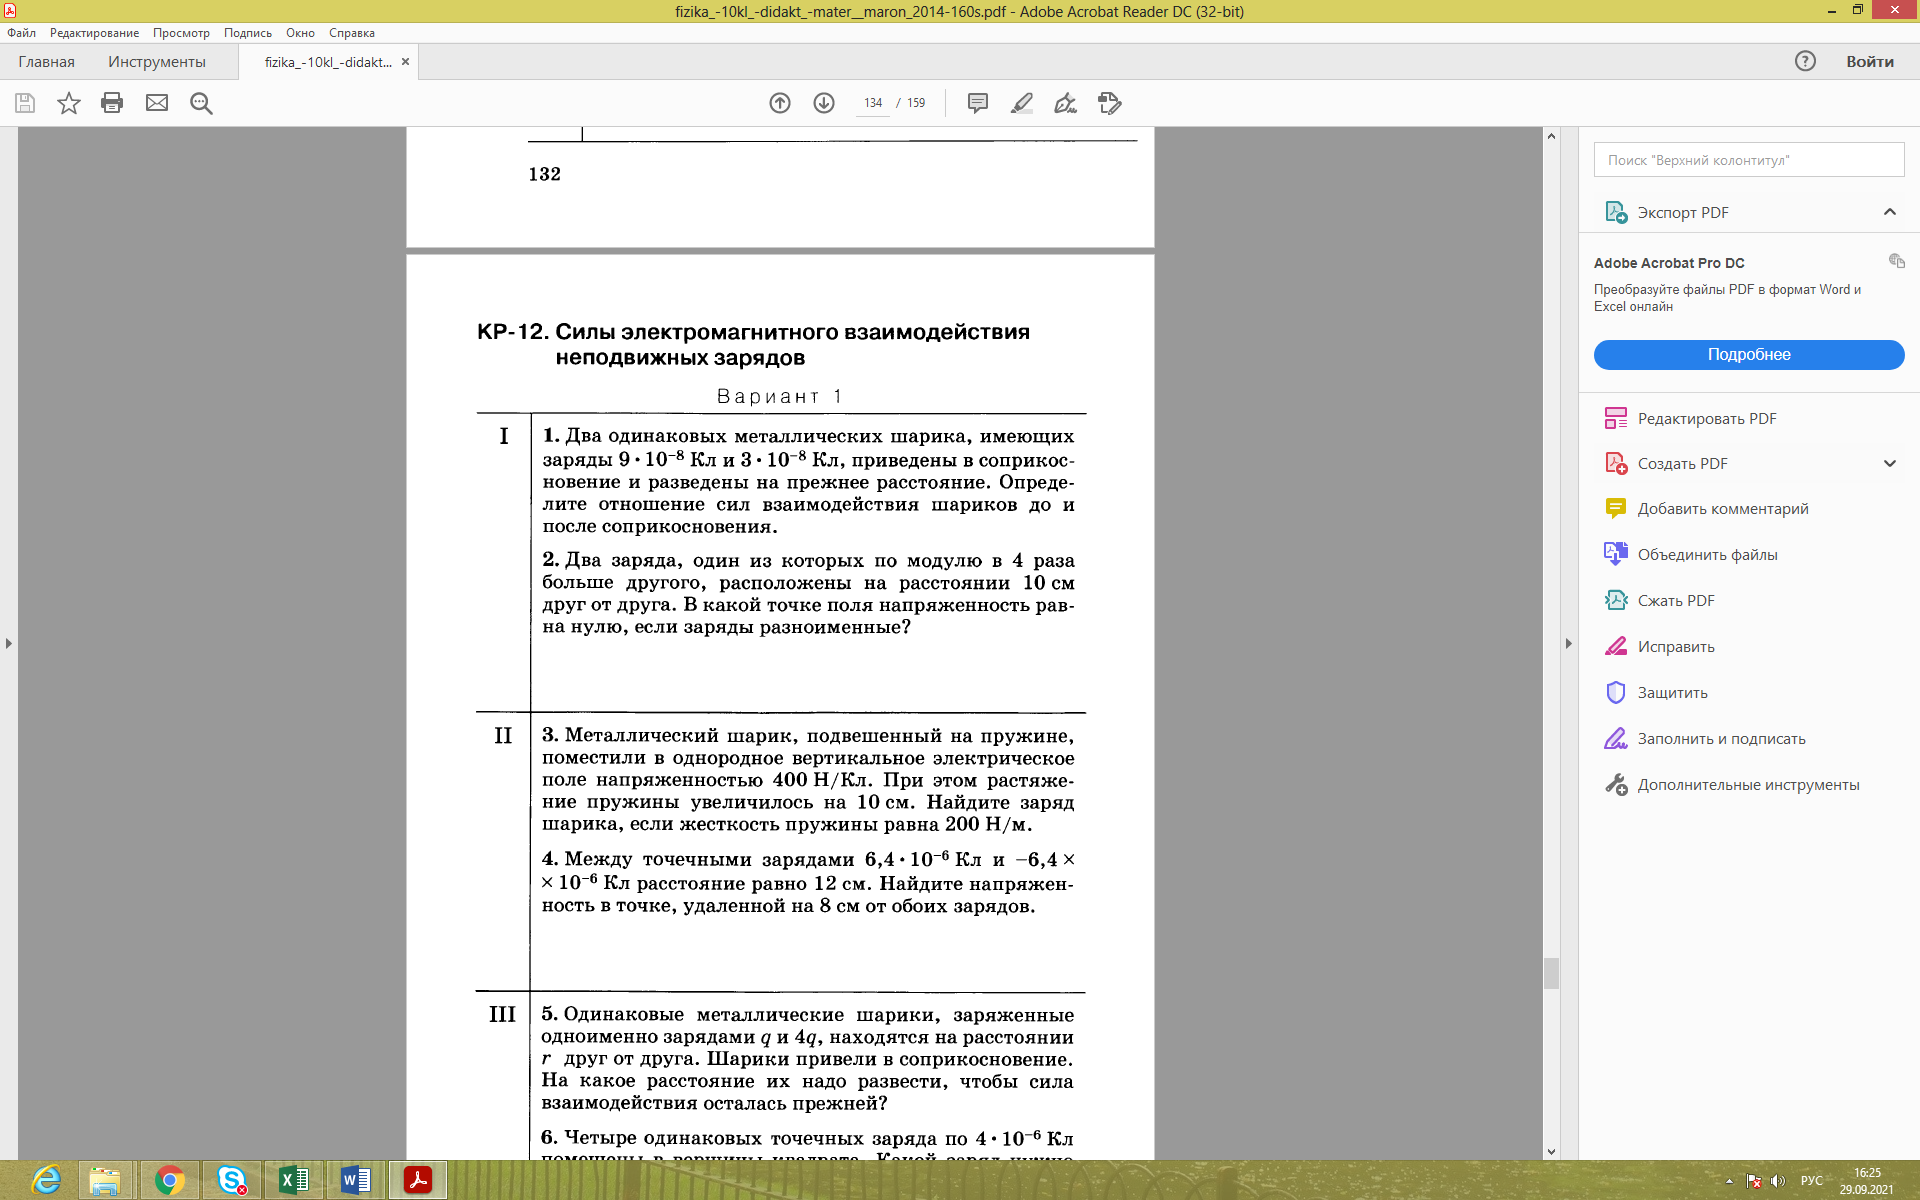 fizika_-10kl_-didakt_-mater__maron_2014-160s.pdf - Adobe Acrobat Reader DC (32-bit)
Файл Редактирование Просмотр Подпись Окно Справка
Главная Инструменты fizika_-10kl_-didakt... × Войти
134 / 159
132
КР-12. Силы электромагнитного взаимодействия
неподвижных зарядов
Вариант 1
I
1. Два одинаковых металлических шарика, имеющих
заряды 9 · 10⁻⁸ Кл и 3 · 10⁻⁸ Кл, приведены в соприкос-
новение и разведены на прежнее расстояние. Опреде-
лите отношение сил взаимодействия шариков до и
после соприкосновения.
2. Два заряда, один из которых по модулю в 4 раза
больше другого, расположены на расстоянии 10 см
друг от друга. В какой точке поля напряженность рав-
на нулю, если заряды разноименные?
II
3. Металлический шарик, подвешенный на пружине,
поместили в однородное вертикальное электрическое
поле напряженностью 400 Н/Кл. При этом растяже-
ние пружины увеличилось на 10 см. Найдите заряд
шарика, если жесткость пружины равна 200 Н/м.
4. Между точечными зарядами 6,4 · 10⁻⁶ Кл и −6,4 ×
× 10⁻⁶ Кл расстояние равно 12 см. Найдите напряжен-
ность в точке, удаленной на 8 см от обоих зарядов.
III
5. Одинаковые металлические шарики, заряженные
одноименно зарядами q и 4q, находятся на расстоянии
r друг от друга. Шарики привели в соприкосновение.
На какое расстояние их надо развести, чтобы сила
взаимодействия осталась прежней?
6. Четыре одинаковых точечных заряда по 4 · 10⁻⁶ Кл
помещены в вершины квадрата. Какой заряд нужно
Поиск "Верхний колонтитул"
Экспорт PDF
Adobe Acrobat Pro DC
Преобразуйте файлы PDF в формат Word и
Excel онлайн
Подробнее
Редактировать PDF
Создать PDF
Добавить комментарий
Объединить файлы
Сжать PDF
Исправить
Защитить
Заполнить и подписать
Дополнительные инструменты
РУС
16:25
29.09.2021